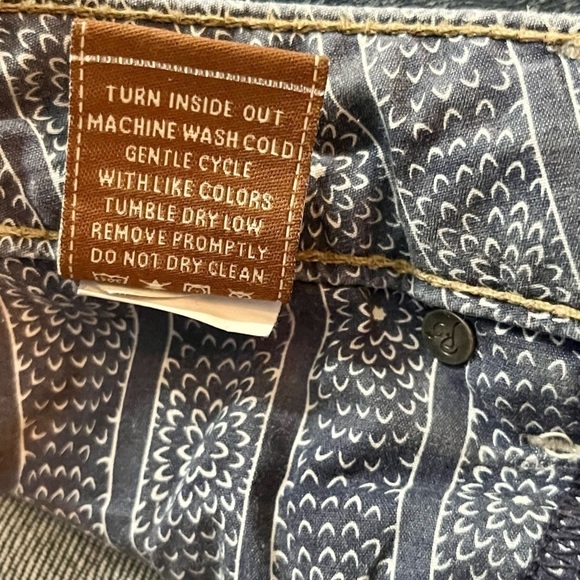 TURN INSIDE OUT
MACHINE WASH COLD
GENTLE CYCLE
WITH LIKE COLORS
TUMBLE DRY LOW
REMOVE PROMPTLY
DO NOT DRY CLEAN